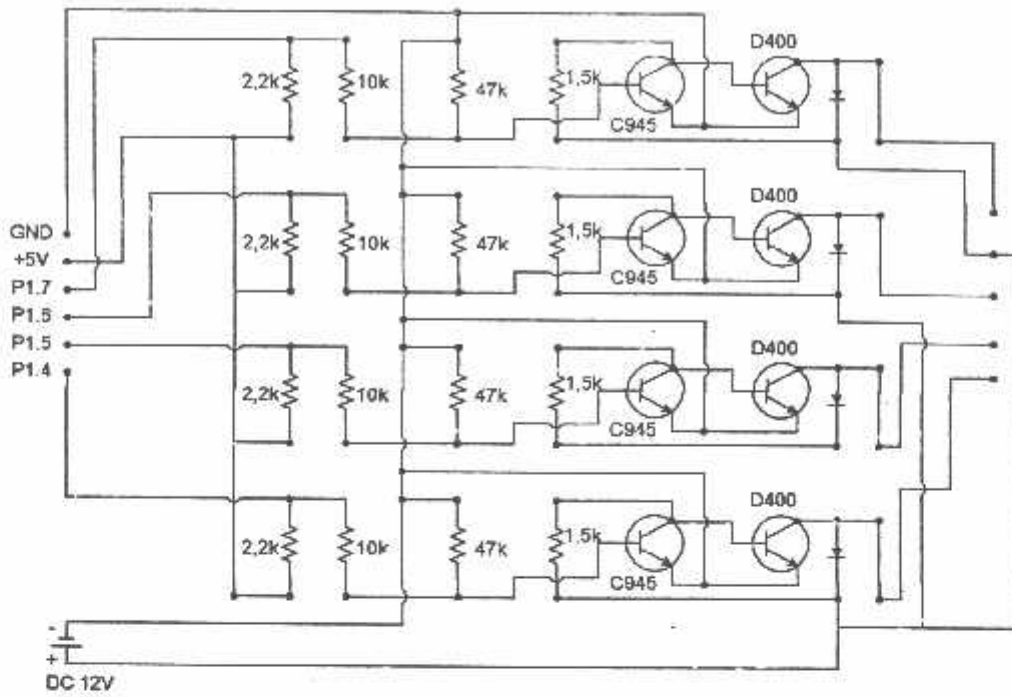 D400
2,2k 10k 47k 1,5k
C945
D400
GND
+5V
2,2k 10k 47k 1,5k
P1.7
C945
P1.6
P1.5
D400
P1.4
2,2k 10k 47k 1,5k
C945
D400
2,2k 10k 47k 1,5k
C945
-
+
DC 12V